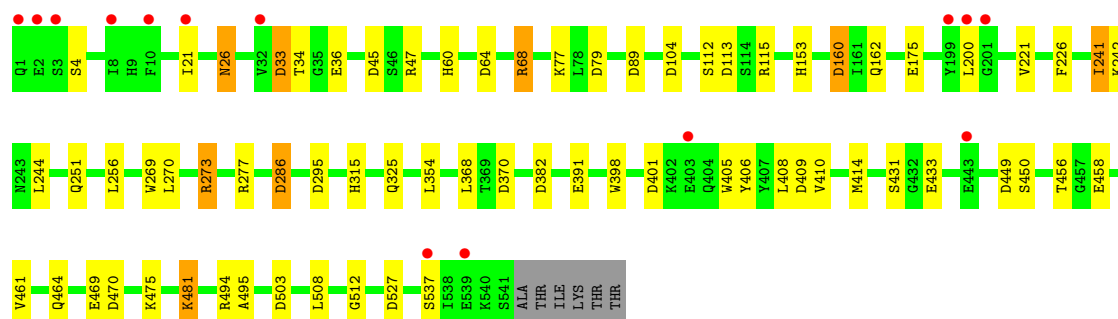 Q1 E2 S3 S4 I8 H9 F10 I21 N26 V32 D33 T34 G35 E36 D45 S46 R47 H60 D64 R68 K77 L78 D79 D89 D104 S112 D113 S114 R115 H153 D160 I161 Q162 E175 Y199 L200 G201 V221 F226 I241 K242
N243 L244 Q251 L256 W269 L270 R273 R277 D286 D295 H315 Q325 L354 L368 T369 D370 D382 E391 W398 D401 K402 E403 Q404 W405 Y406 Y407 L408 D409 V410 M414 S431 G432 E433 E443 D449 S450 T456 G457 E458
V461 Q464 E469 D470 K475 K481 R494 A495 D503 L508 G512 D527 S537 I538 E539 K540 S541 ALA THR ILE LYS THR THR